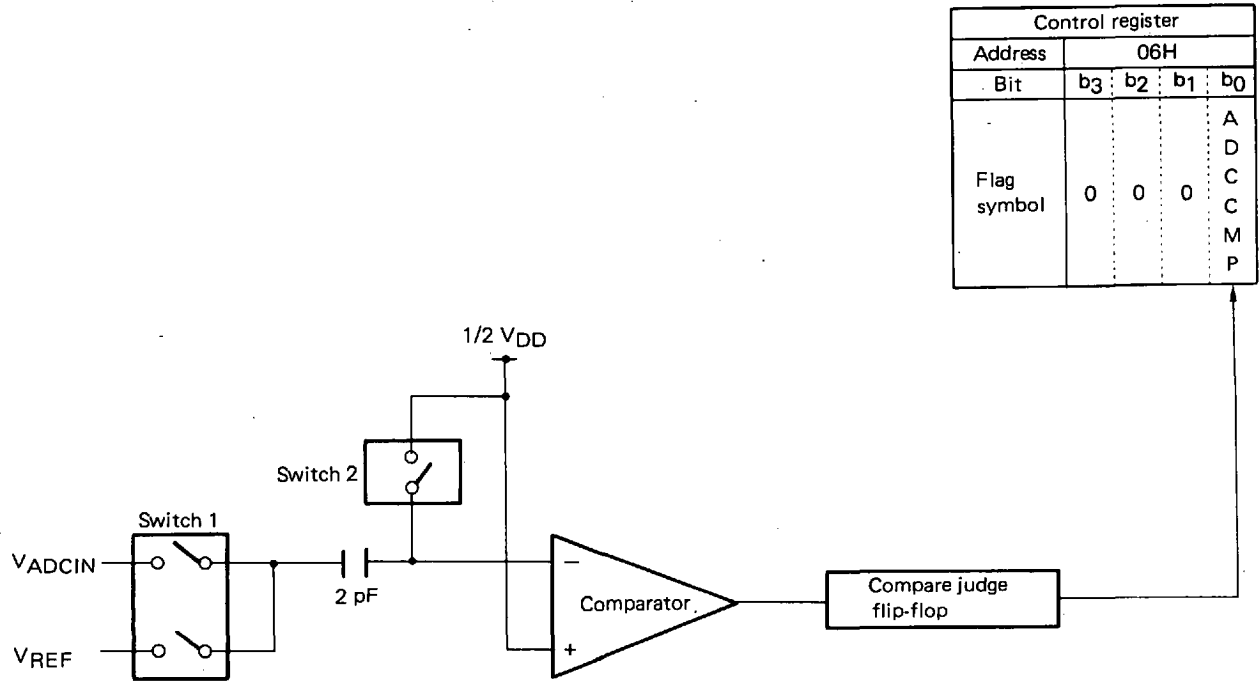 Control register
Address 06H
Bit b3 b2 b1 b0
Flag symbol 0 0 0 ADCCMP
1/2 VDD
Switch 2
Switch 1
VADCIN
2 pF
−
Comparator
+
Compare judge
flip-flop
VREF